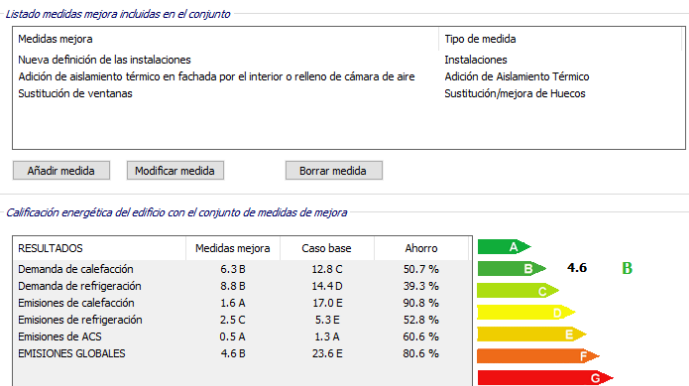 Listado medidas mejora incluidas en el conjunto
Medidas mejora Tipo de medida
Nueva definición de las instalaciones Instalaciones
Adición de aislamiento térmico en fachada por el interior o relleno de cámara de aire Adición de Aislamiento Térmico
Sustitución de ventanas Sustitución/mejora de Huecos
Añadir medida Modificar medida Borrar medida
Calificación energética del edificio con el conjunto de medidas de mejora
RESULTADOS Medidas mejora Caso base Ahorro A
Demanda de calefacción 6.3 B 12.8 C 50.7 % B 4.6 B
Demanda de refrigeración 8.8 B 14.4 D 39.3 % C
Emisiones de calefacción 1.6 A 17.0 E 90.8 % D
Emisiones de refrigeración 2.5 C 5.3 E 52.8 %
Emisiones de ACS 0.5 A 1.3 A 60.6 % E
EMISIONES GLOBALES 4.6 B 23.6 E 80.6 % F
G